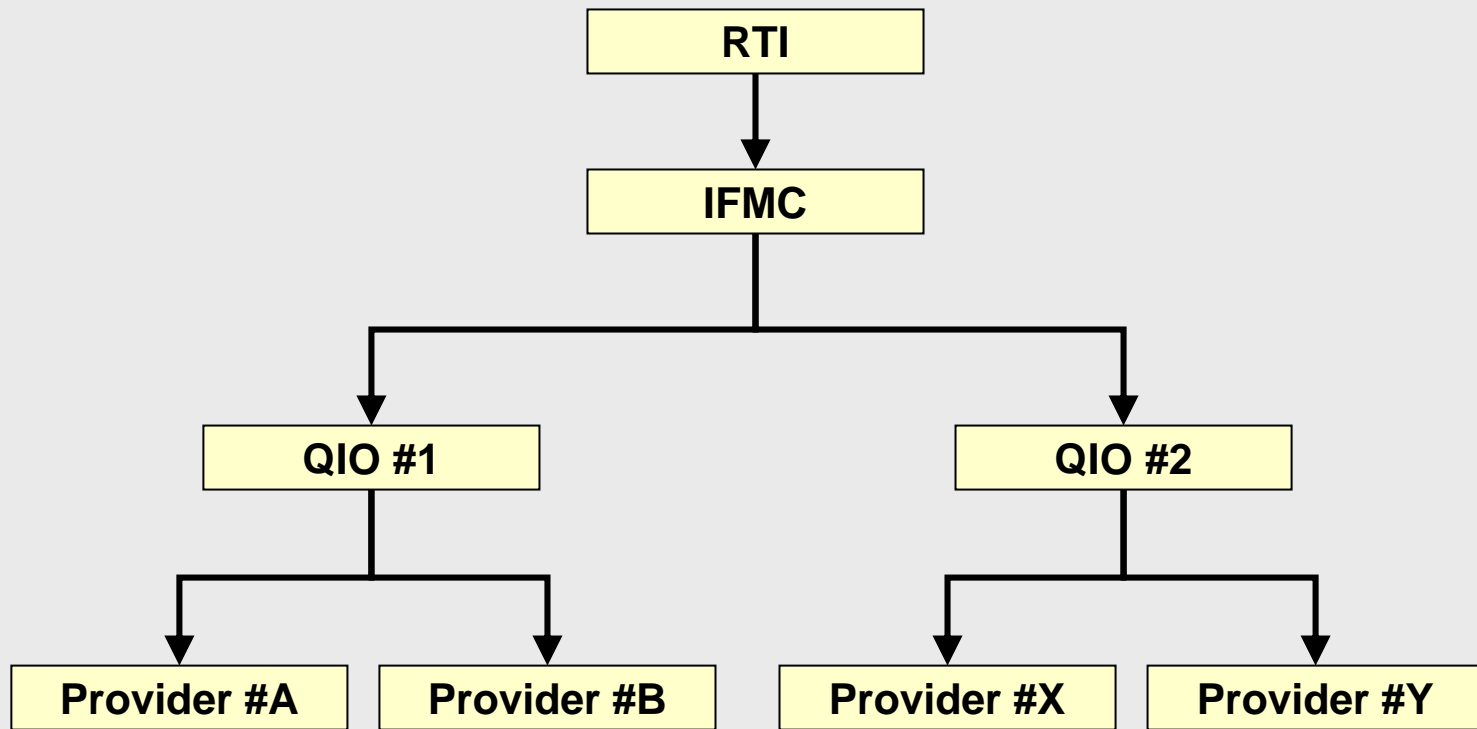 RTI
IFMC
QIO #1
QIO #2
Provider #A
Provider #B
Provider #X
Provider #Y